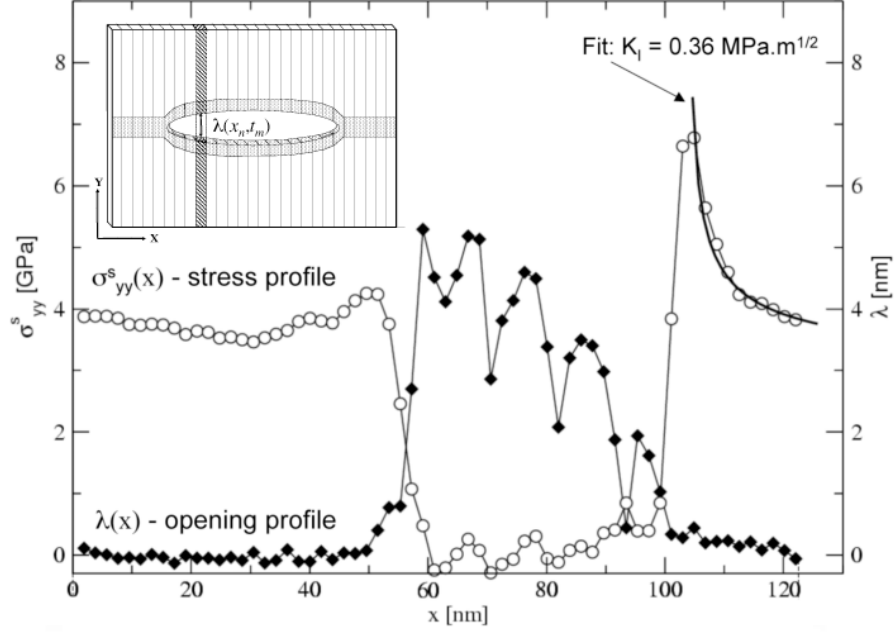 Fit: K_I = 0.36 MPa.m^1/2
λ(x_n,t_m)
Y
X
σ^s_yy(x) - stress profile
λ(x) - opening profile
σ^s_yy [GPa]
8
6
4
2
0
λ [nm]
8
6
4
2
0
0 20 40 60 80 100 120
x [nm]